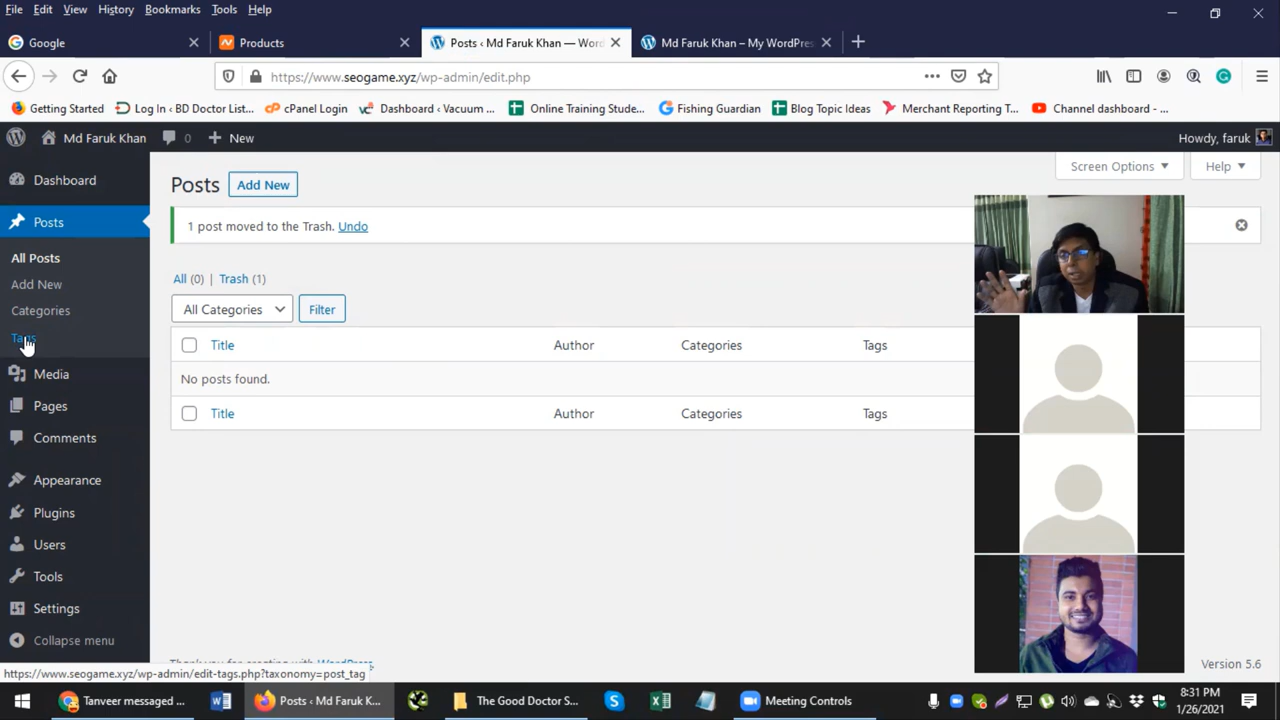 File Edit View History Bookmarks Tools Help
Google
Products
Posts ‹ Md Faruk Khan — Word
Md Faruk Khan – My WordPres
https://www.seogame.xyz/wp-admin/edit.php
Getting Started
Log In ‹ BD Doctor List...
cPanel Login
Dashboard ‹ Vacuum ...
Online Training Stude...
Fishing Guardian
Blog Topic Ideas
Merchant Reporting T...
Channel dashboard - ...
Md Faruk Khan
0
New
Howdy, faruk
Dashboard
Posts
All Posts
Add New
Categories
Tags
Media
Pages
Comments
Appearance
Plugins
Users
Tools
Settings
Collapse menu
Screen Options
Help
Posts
Add New
1 post moved to the Trash. Undo
All (0) | Trash (1)
All Categories
Filter
Title Author Categories Tags
No posts found.
Title Author Categories Tags
Thank you for creating with WordPress.
Version 5.6
https://www.seogame.xyz/wp-admin/edit-tags.php?taxonomy=post_tag
Tanveer messaged ...
Posts ‹ Md Faruk K...
The Good Doctor S...
Meeting Controls
8:31 PM
1/26/2021